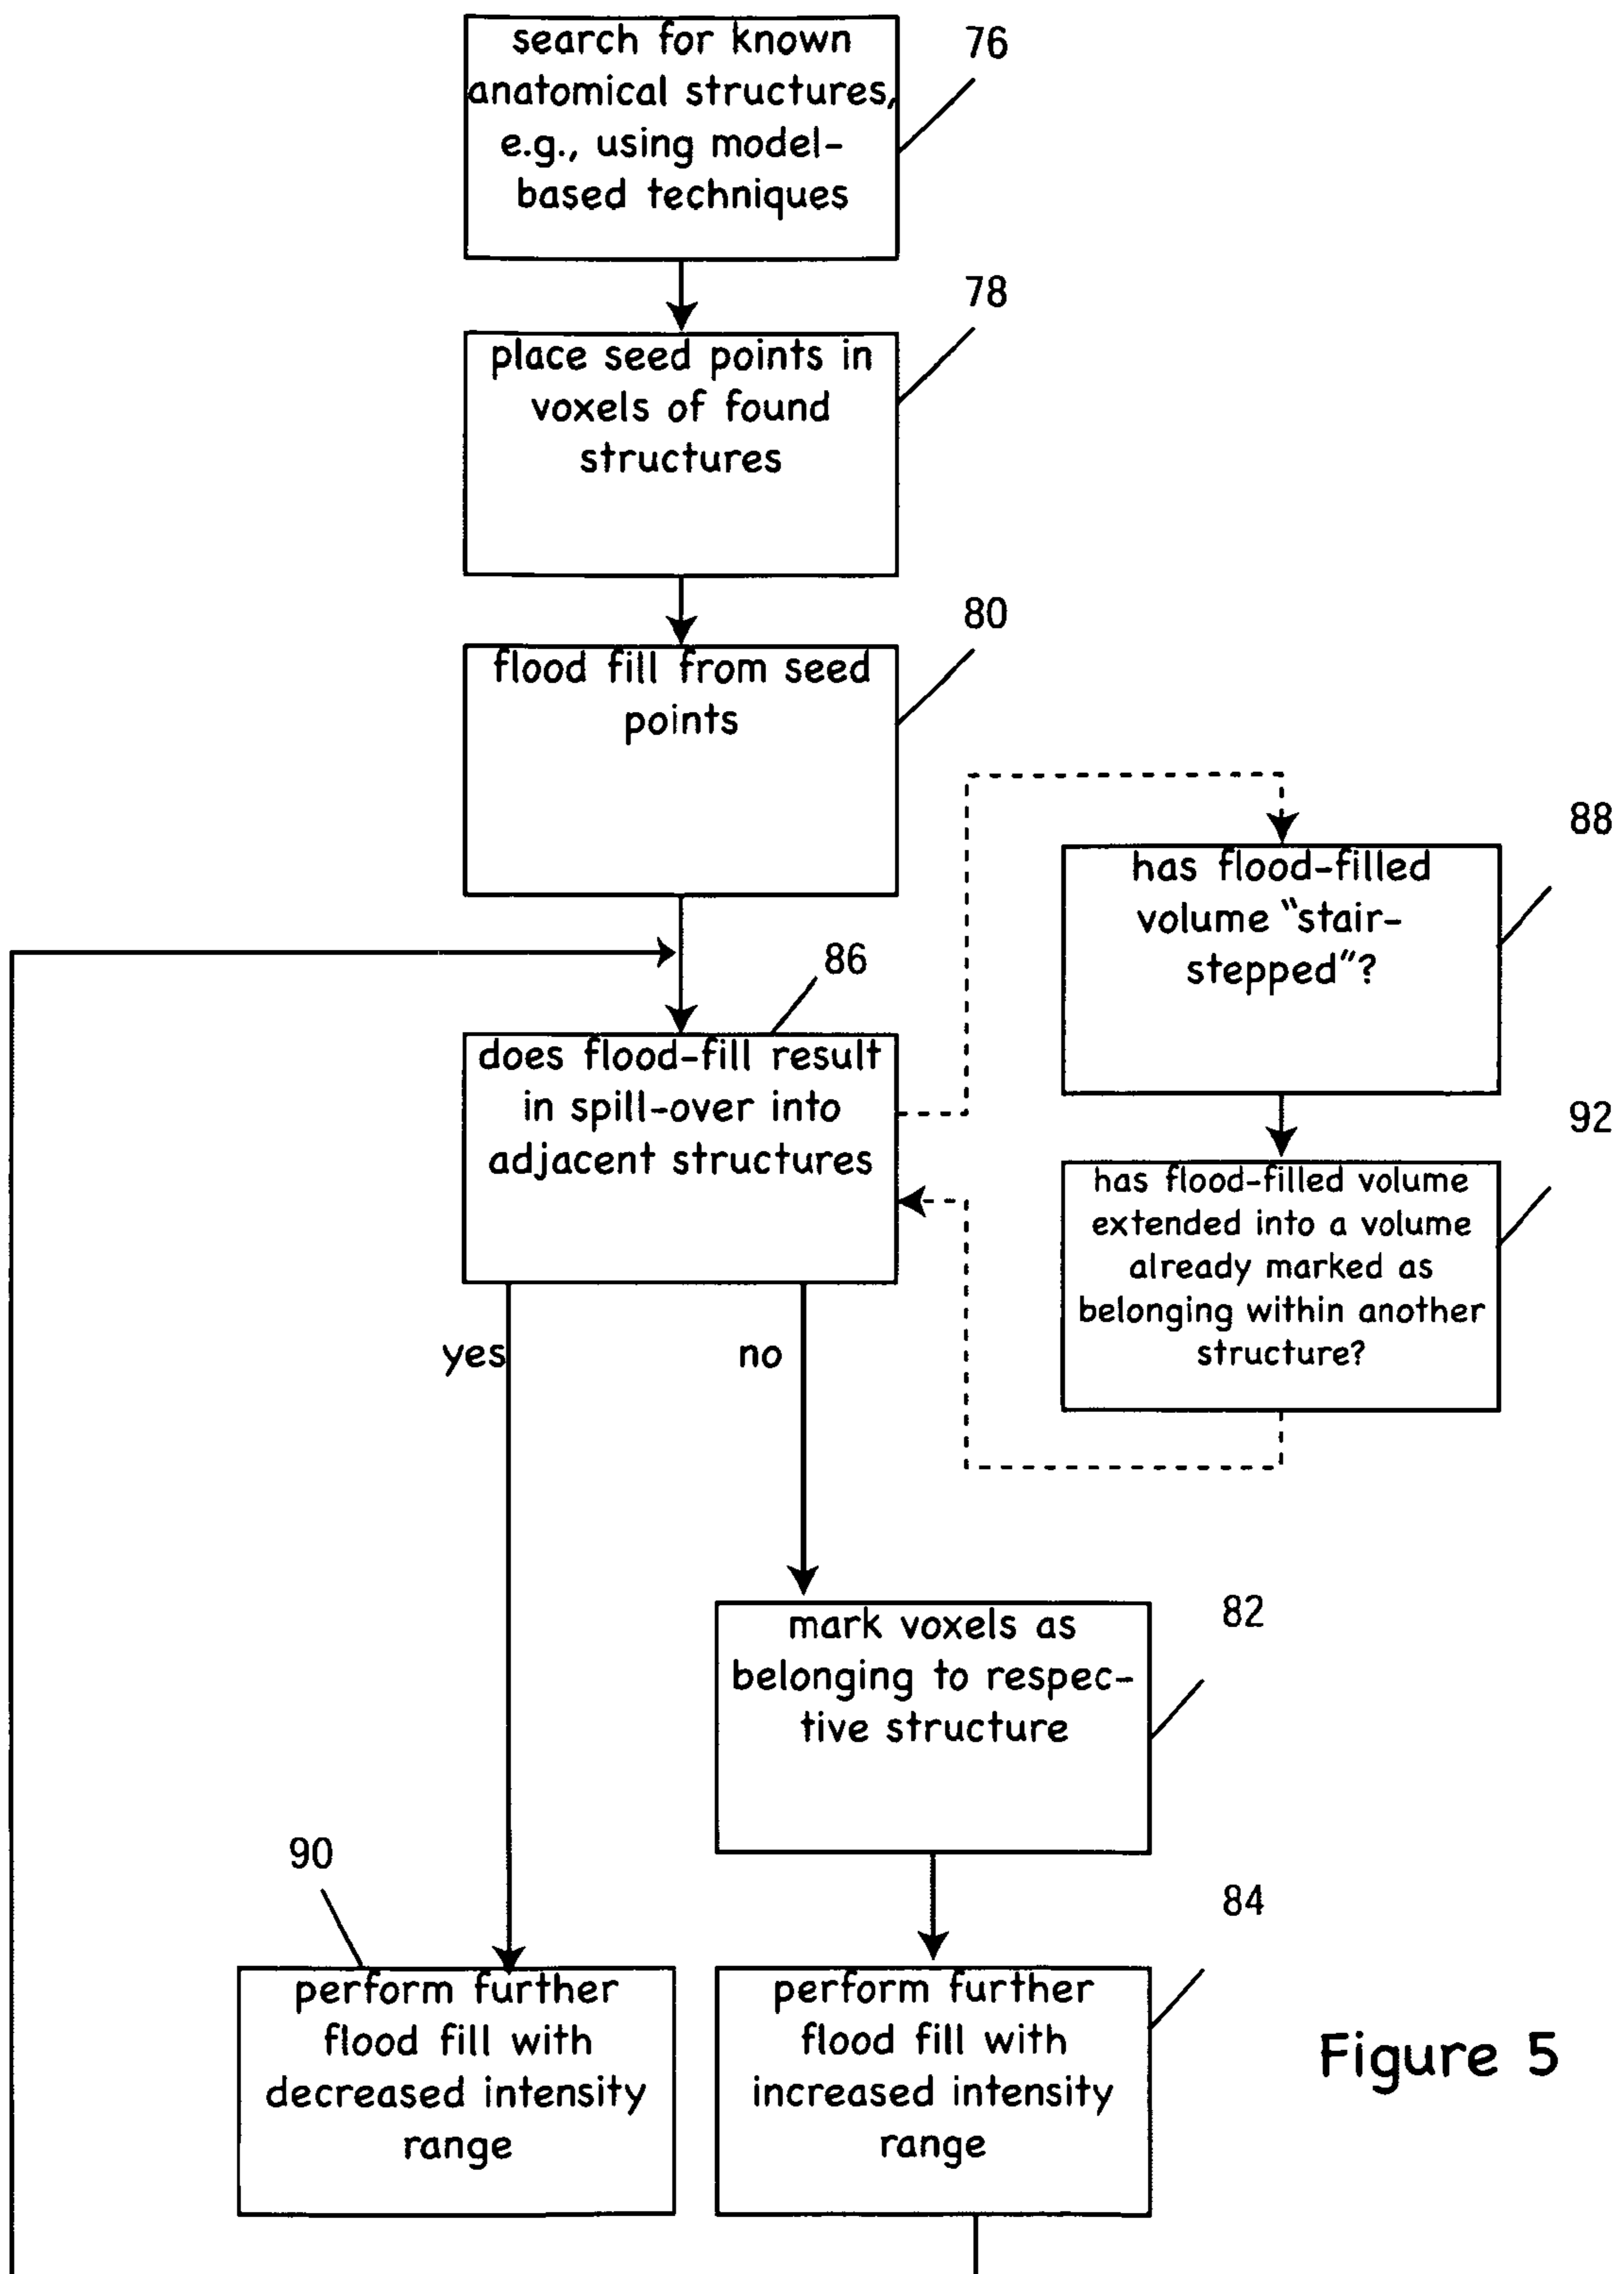 search for known
anatomical structures,
e.g., using model-
based techniques
76
place seed points in
voxels of found
structures
78
flood fill from seed
points
80
has flood-filled
volume "stair-
stepped"?
88
does flood-fill result
in spill-over into
adjacent structures
86
has flood-filled volume
extended into a volume
already marked as
belonging within another
structure?
92
yes
no
mark voxels as
belonging to respec-
tive structure
82
perform further
flood fill with
decreased intensity
range
90
perform further
flood fill with
increased intensity
range
84
Figure 5